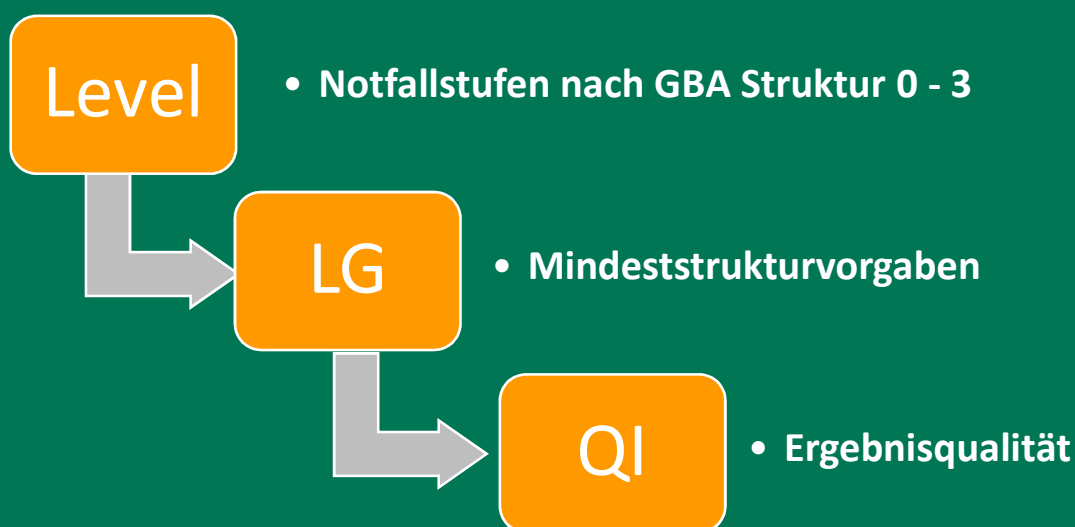 Level
• Notfallstufen nach GBA Struktur 0 - 3
LG
• Mindeststrukturvorgaben
QI
• Ergebnisqualität